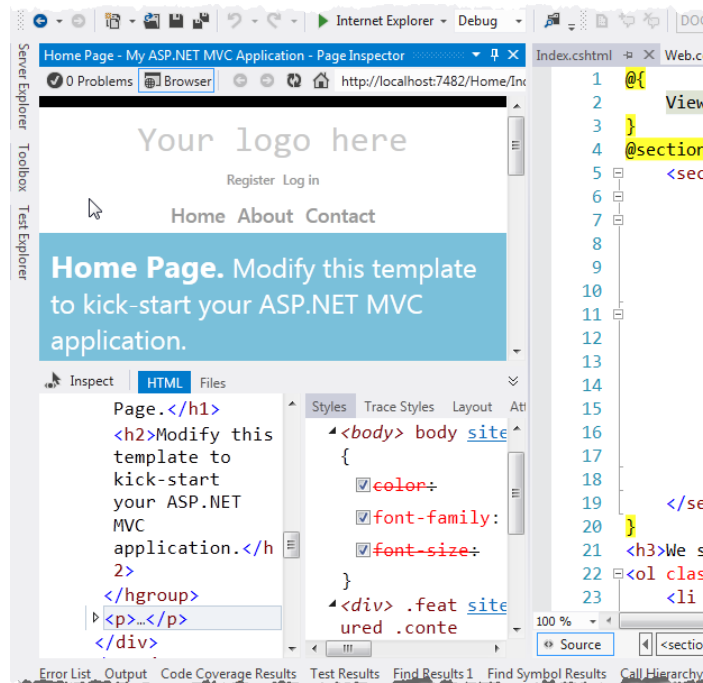 Internet Explorer
Debug
DOC
Server Explorer
Toolbox
Test Explorer
Home Page - My ASP.NET MVC Application - Page Inspector
0 Problems
Browser
http://localhost:7482/Home/Ind
Your logo here
Register Log in
Home About Contact
Home Page. Modify this template
to kick-start your ASP.NET MVC
application.
Inspect
HTML
Files
Page.</h1>
<h2>Modify this
template to
kick-start
your ASP.NET
MVC
application.</h
2>
</hgroup>
<p>…</p>
</div>
Styles
Trace Styles
Layout
Att
<body> body site
{
color:
font-family:
font-size:
}
<div> .feat site
ured .conte
Index.cshtml
Web.c
1 @{
2 View
3 }
4 @section
5 <sec
6
7
8
9
10
11
12
13
14
15
16
17
18
19 </se
20 }
21 <h3>We s
22 <ol clas
23 <li
100 %
Source
<section
Error List
Output
Code Coverage Results
Test Results
Find Results 1
Find Symbol Results
Call Hierarchy